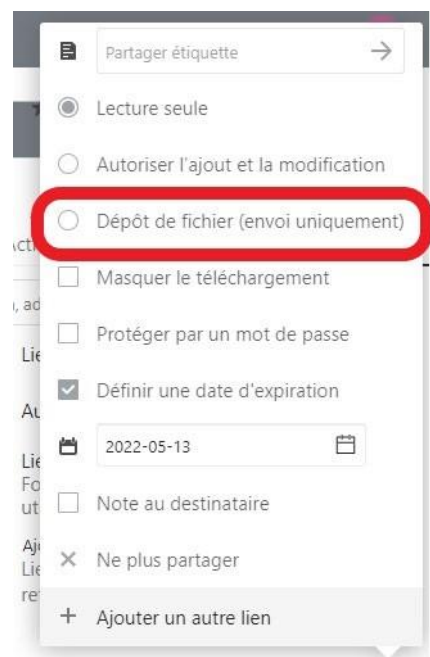 Partager étiquette
Lecture seule
Autoriser l'ajout et la modification
Dépôt de fichier (envoi uniquement)
Masquer le téléchargement
Protéger par un mot de passe
Définir une date d'expiration
2022-05-13
Note au destinataire
Ne plus partager
Ajouter un autre lien